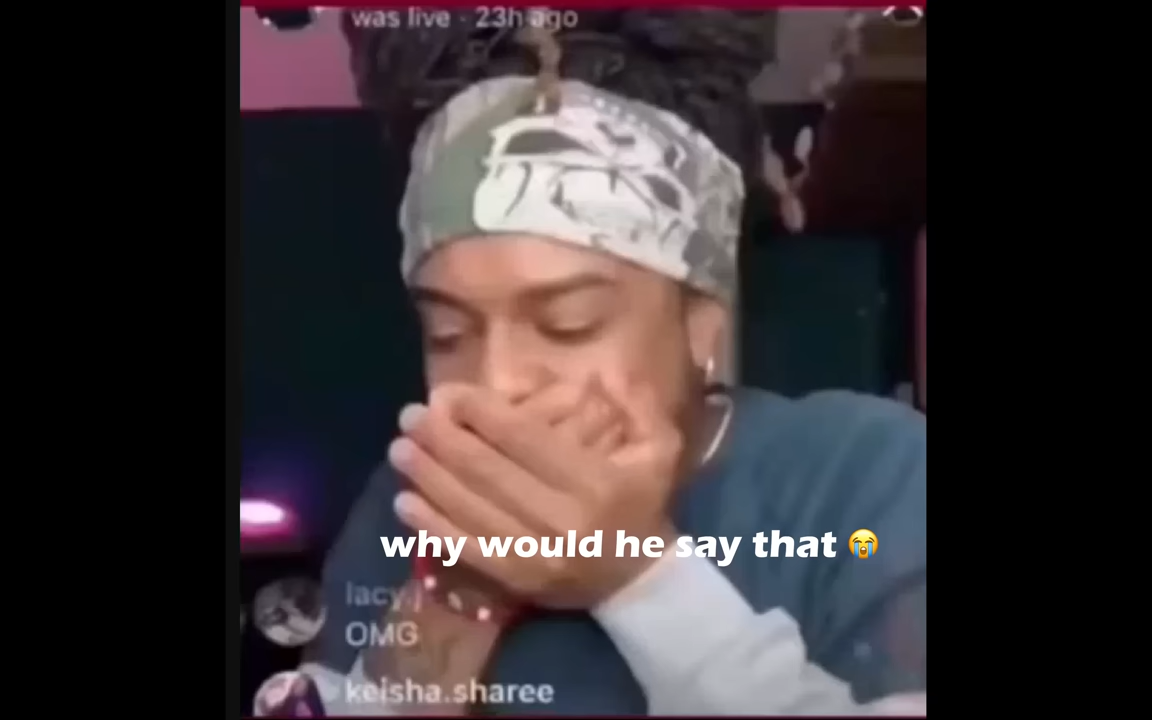 was live · 23h ago
why would he say that 😭
lacy.j
OMG
keisha.sharee